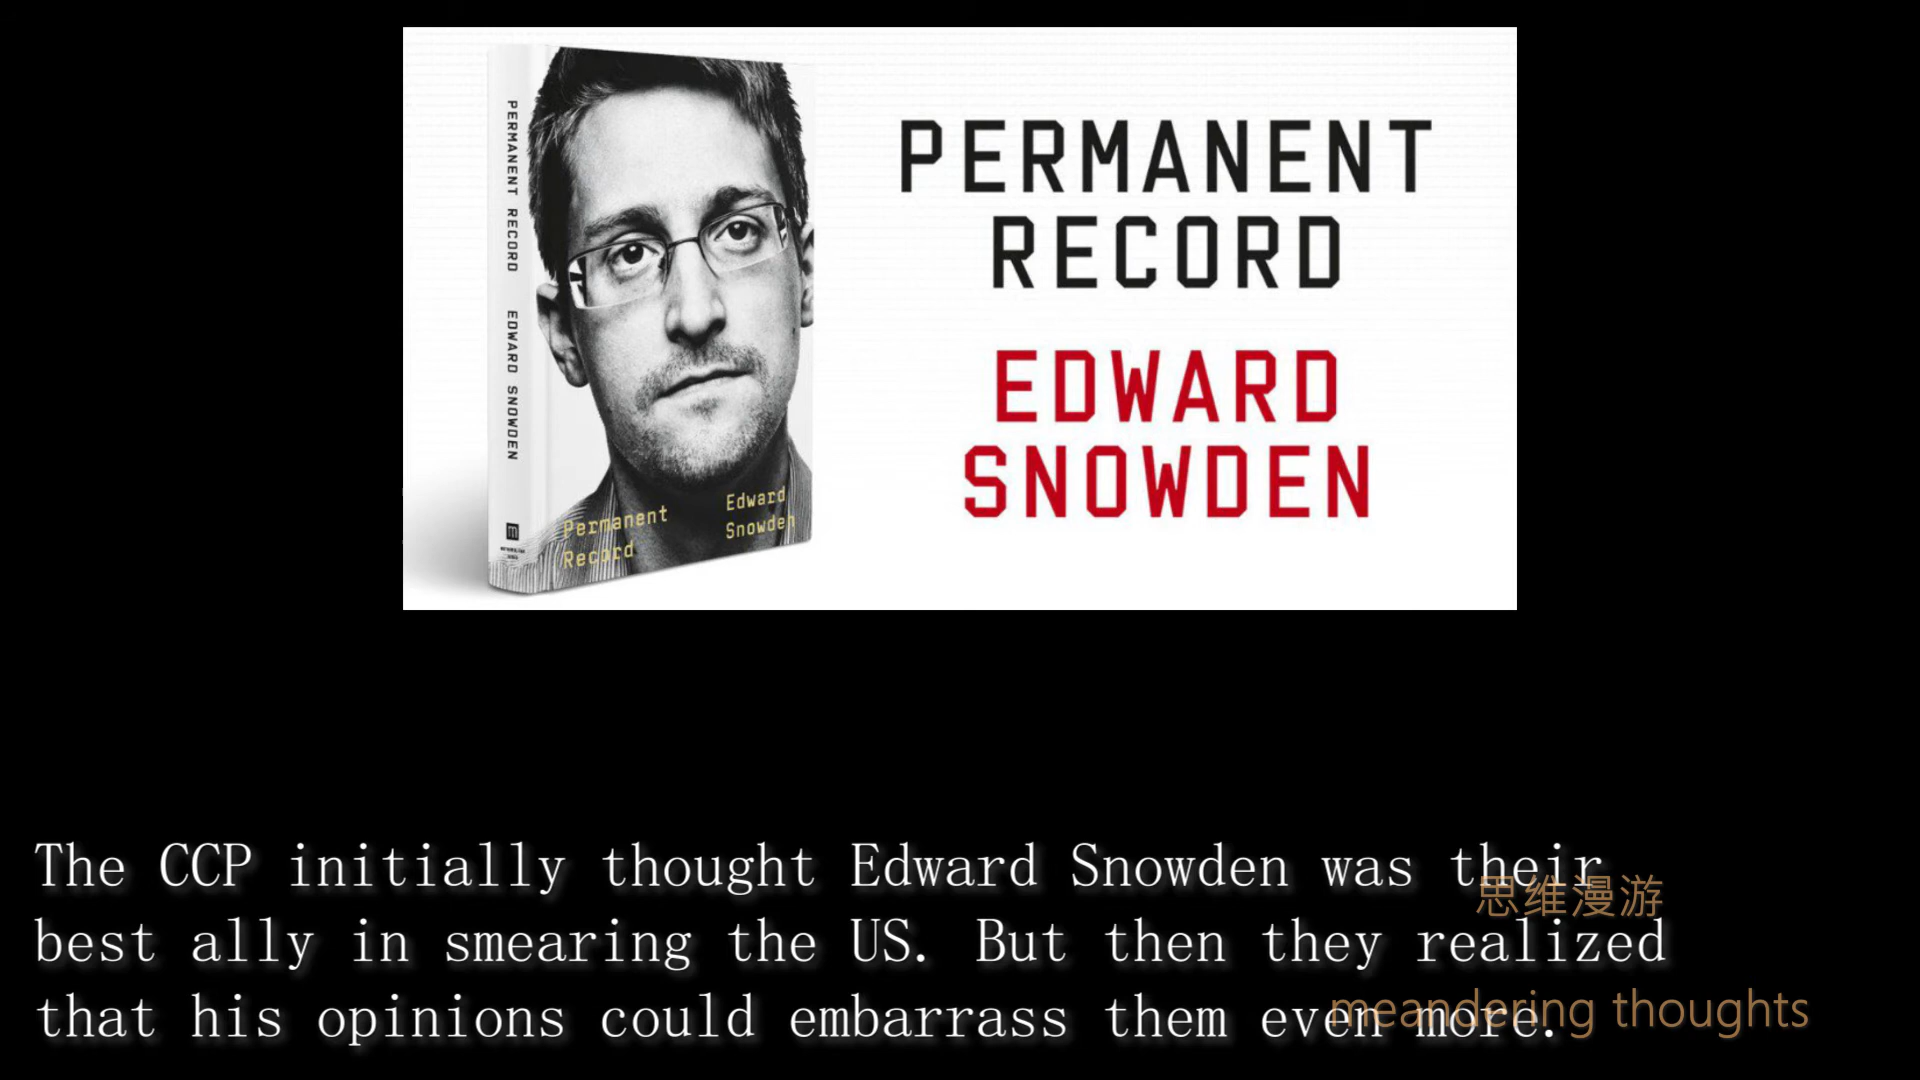 PERMANENT RECORD EDWARD SNOWDEN
Permanent
Record
Edward
Snowden
PERMANENT
RECORD
EDWARD
SNOWDEN
The CCP initially thought Edward Snowden was their
best ally in smearing the US. But then they realized
that his opinions could embarrass them even more.
思维漫游
meandering thoughts